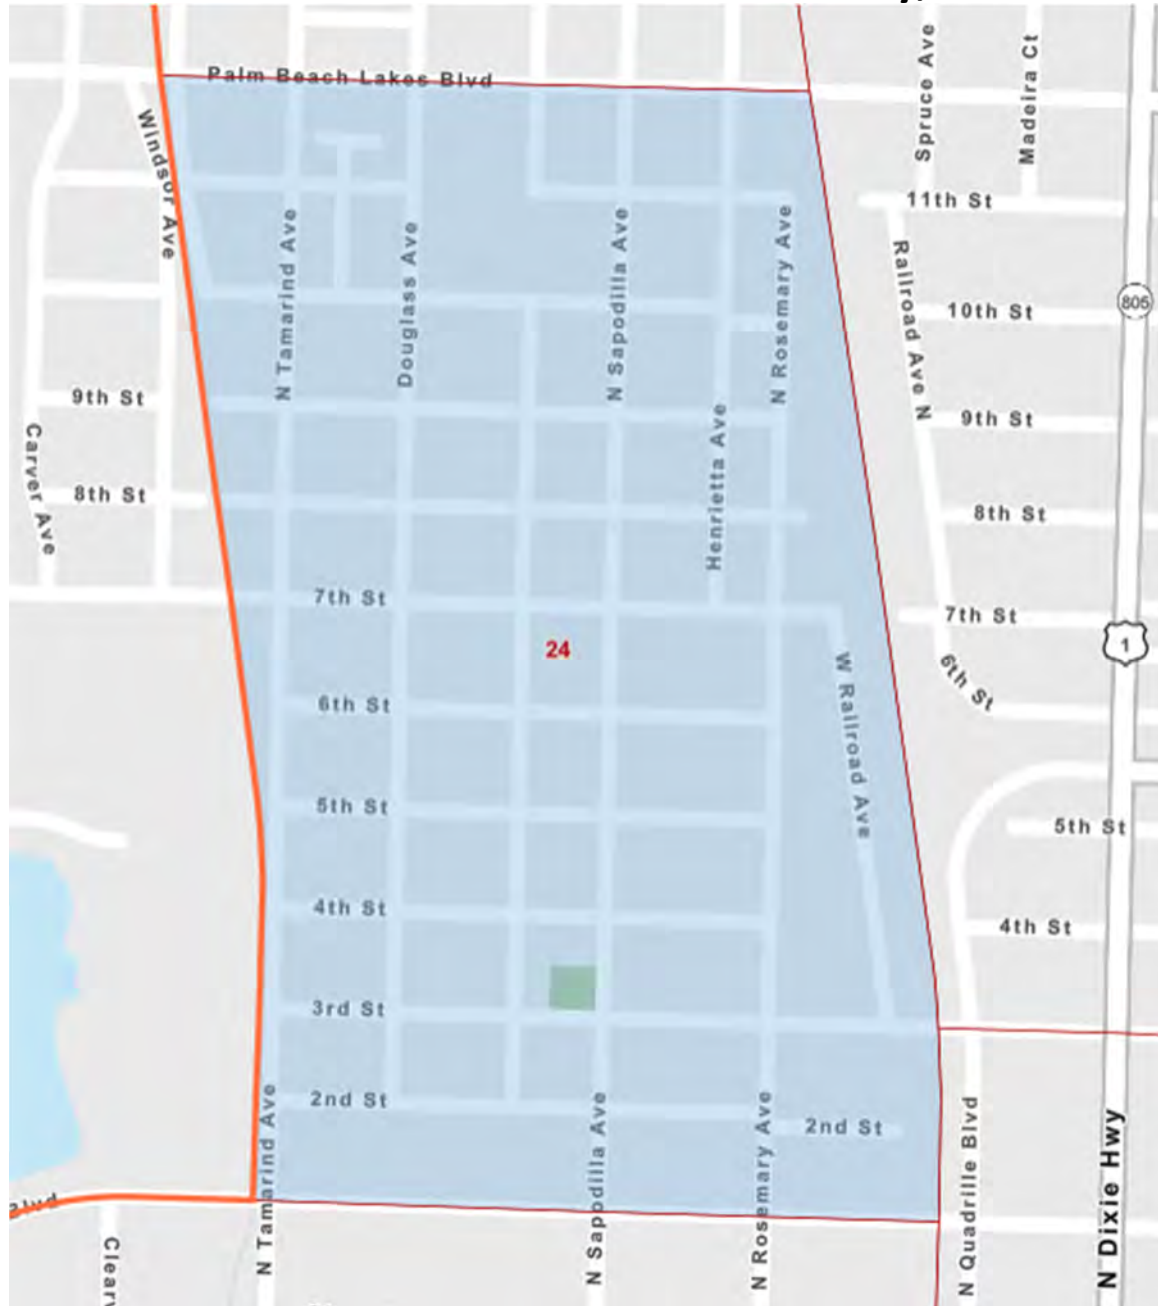 Spruce Ave
Madeira Ct
Palm Beach Lakes Blvd
Windsor Ave
11th St
N Tamarind Ave
Douglass Ave
N Sapodilla Ave
N Rosemary Ave
Railroad Ave N
805
10th St
9th St
9th St
Henrietta Ave
Carver Ave
8th St
8th St
7th St
7th St
1
24
6th St
W Railroad Ave
6th St
5th St
5th St
4th St
4th St
3rd St
2nd St
2nd St
N Tamarind Ave
N Sapodilla Ave
N Rosemary Ave
N Quadrille Blvd
N Dixie Hwy
Blvd
Clearw